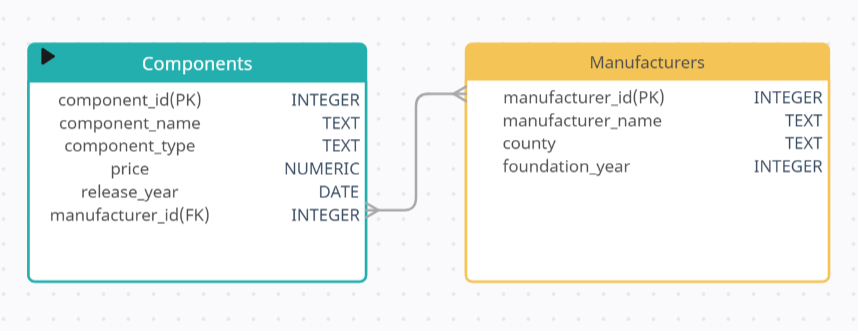 Components
component_id(PK) INTEGER
component_name TEXT
component_type TEXT
price NUMERIC
release_year DATE
manufacturer_id(FK) INTEGER
Manufacturers
manufacturer_id(PK) INTEGER
manufacturer_name TEXT
county TEXT
foundation_year INTEGER